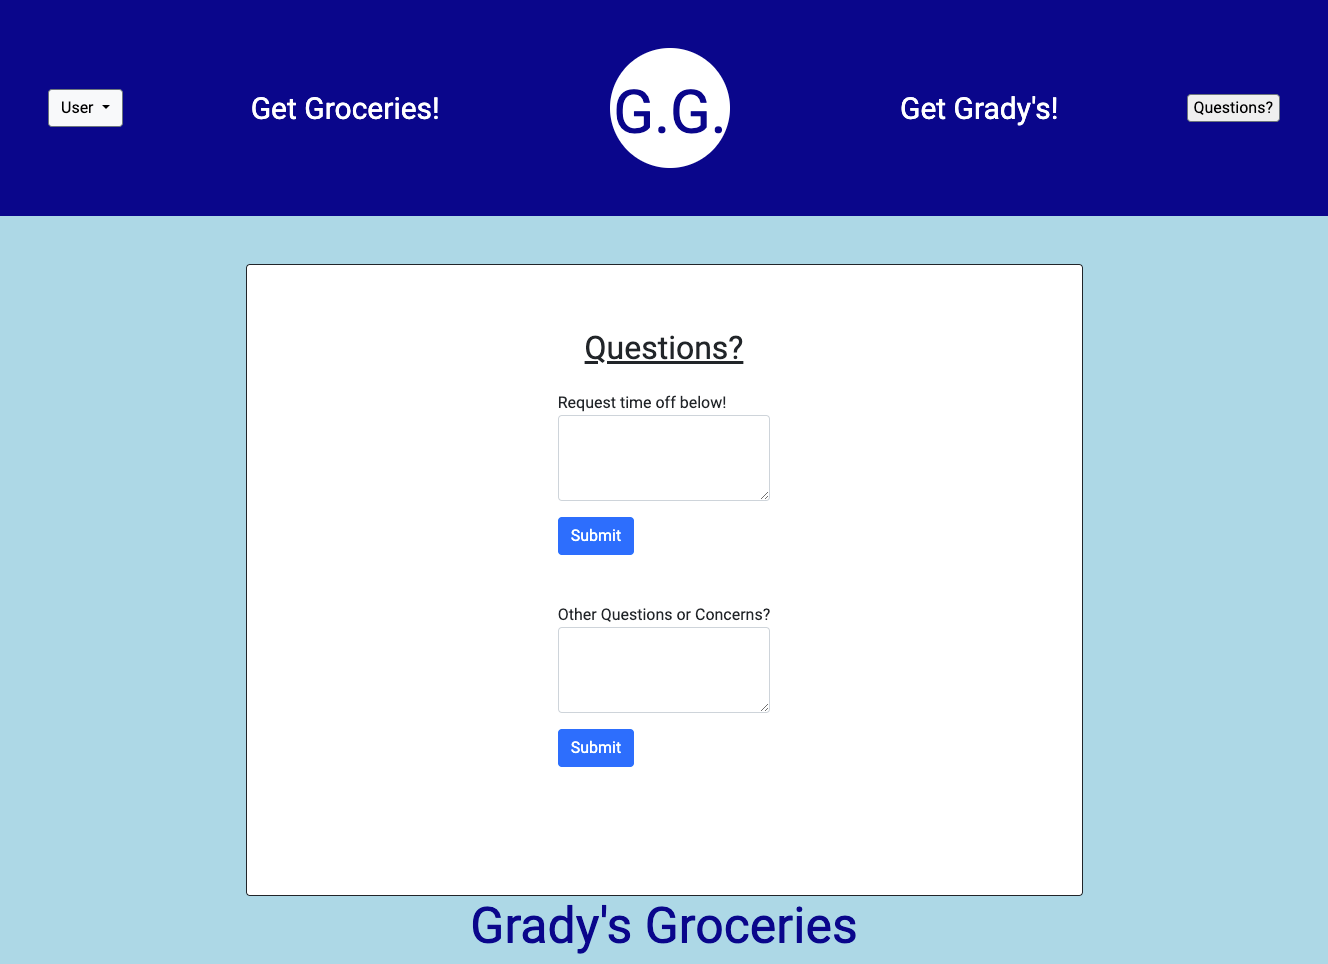 User
Get Groceries!
G.G.
Get Grady's!
Questions?
Questions?
Request time off below!
Submit
Other Questions or Concerns?
Submit
Grady's Groceries